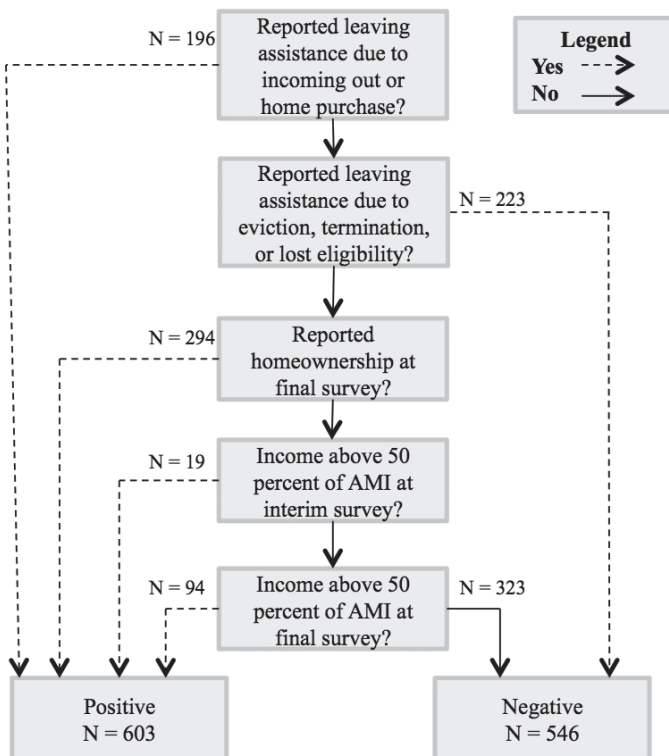 N = 196
Reported leaving
assistance due to
incoming out or
home purchase?
Legend
Yes
No
Reported leaving
assistance due to
eviction, termination,
or lost eligibility?
N = 223
N = 294
Reported
homeownership at
final survey?
N = 19
Income above 50
percent of AMI at
interim survey?
N = 94
Income above 50
percent of AMI at
final survey?
N = 323
Positive
N = 603
Negative
N = 546